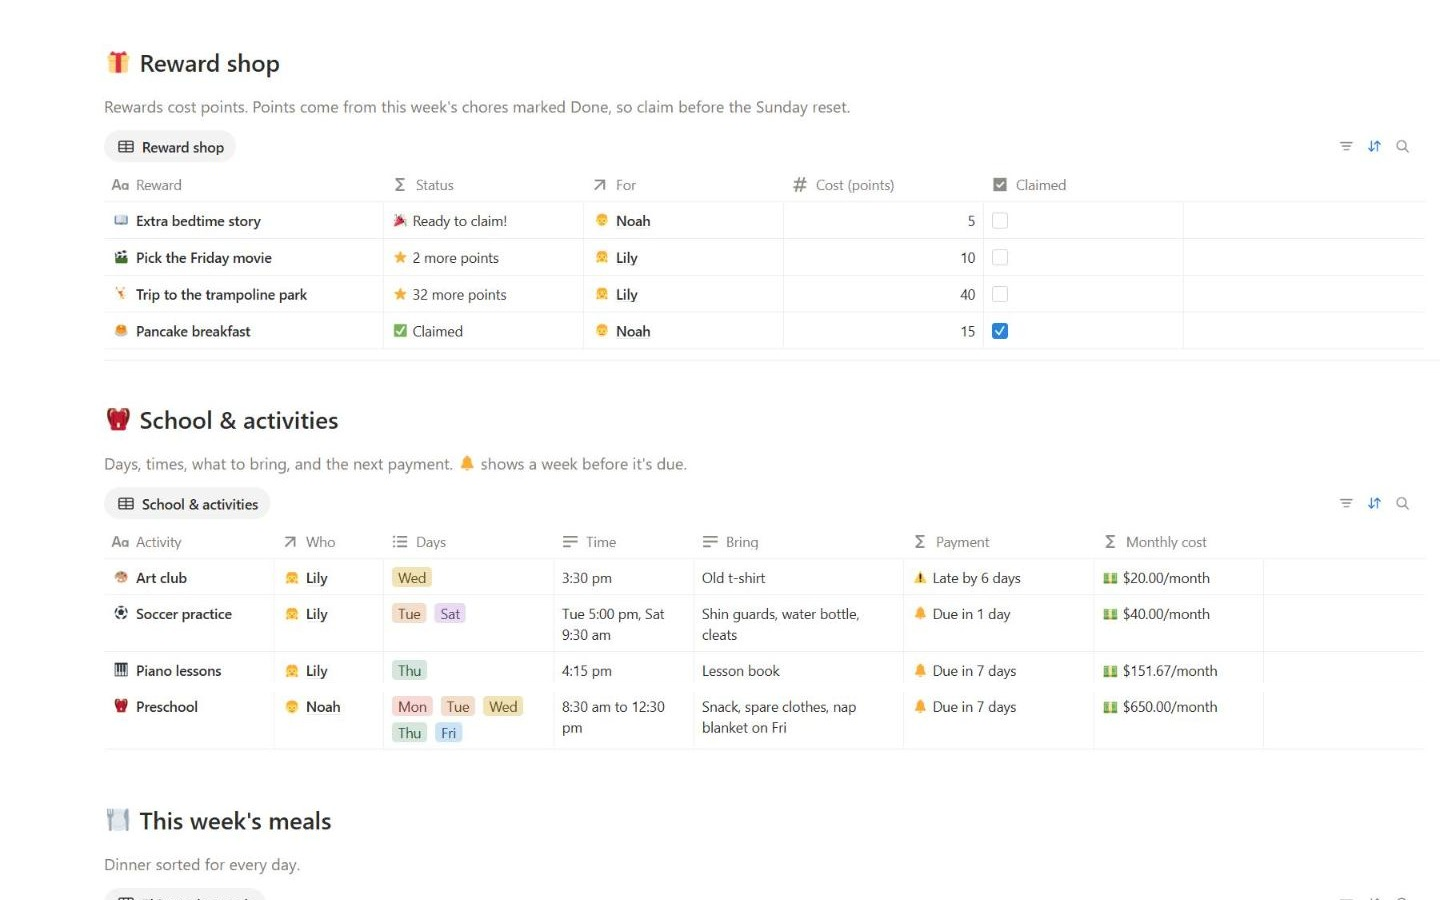 Reward shop
Rewards cost points. Points come from this week's chores marked Done, so claim before the Sunday reset.
Reward shop
Aa Reward Σ Status For # Cost (points) Claimed
Extra bedtime story Ready to claim! Noah 5
Pick the Friday movie 2 more points Lily 10
Trip to the trampoline park 32 more points Lily 40
Pancake breakfast Claimed Noah 15
School & activities
Days, times, what to bring, and the next payment. 🔔 shows a week before it's due.
School & activities
Aa Activity Who Days Time Bring Σ Payment Σ Monthly cost
Art club Lily Wed 3:30 pm Old t-shirt Late by 6 days $20.00/month
Soccer practice Lily Tue Sat Tue 5:00 pm, Sat Shin guards, water bottle, Due in 1 day $40.00/month
9:30 am cleats
Piano lessons Lily Thu 4:15 pm Lesson book Due in 7 days $151.67/month
Preschool Noah Mon Tue Wed 8:30 am to 12:30 Snack, spare clothes, nap Due in 7 days $650.00/month
Thu Fri pm blanket on Fri
This week's meals
Dinner sorted for every day.